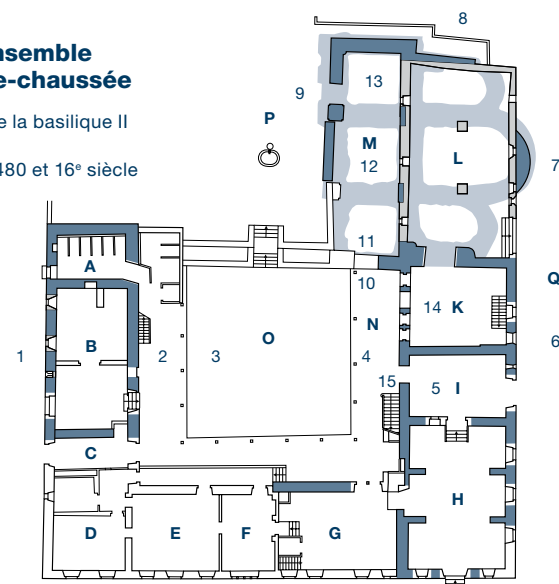 nsemble
e-chaussée
e la basilique II
480 et 16e siècle
8
13
9
P
M
12
L
7
11
A
10
Q
14 K
N
B
O
1
2
3
4
6
15
5 I
C
H
D
E
F
G